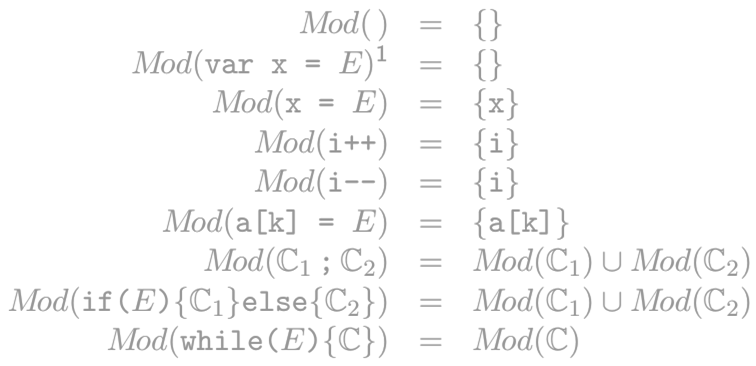 Mod( ) = {}
Mod(var x = E)¹ = {}
Mod(x = E) = {x}
Mod(i++) = {i}
Mod(i--) = {i}
Mod(a[k] = E) = {a[k]}
Mod(ℂ₁ ; ℂ₂) = Mod(ℂ₁) ∪ Mod(ℂ₂)
Mod(if(E){ℂ₁}else{ℂ₂}) = Mod(ℂ₁) ∪ Mod(ℂ₂)
Mod(while(E){ℂ}) = Mod(ℂ)